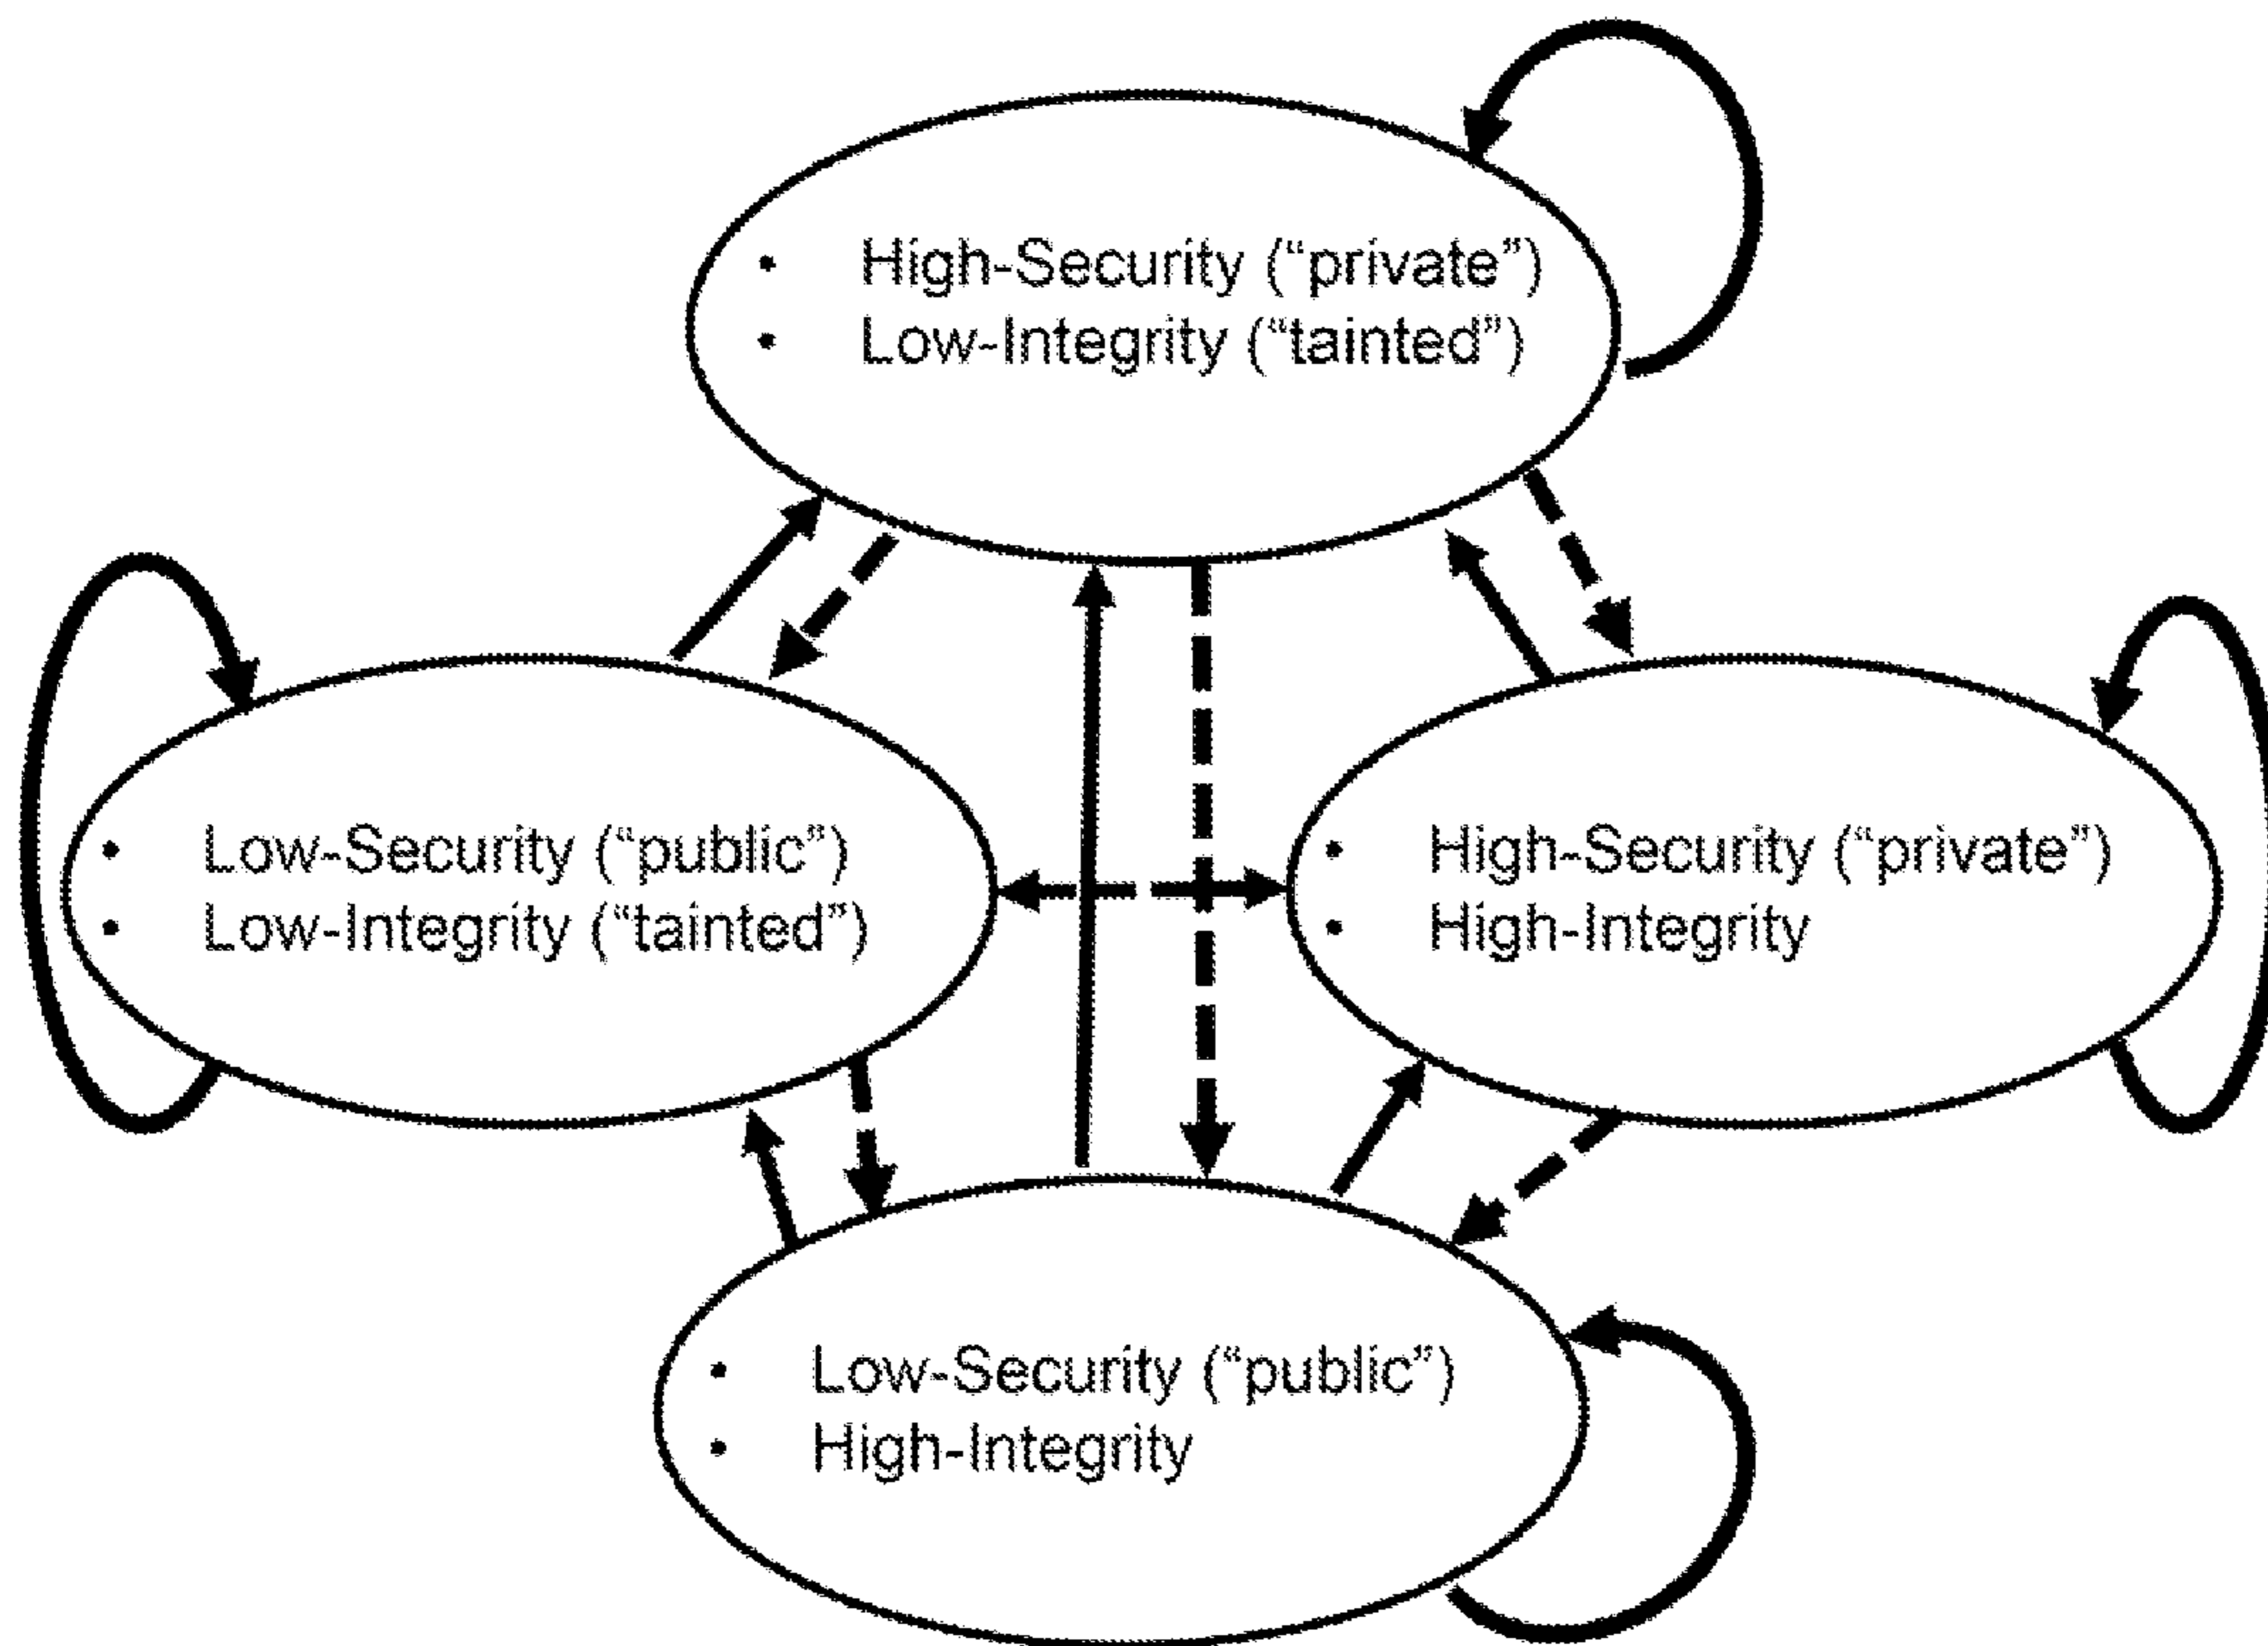 • High-Security (“private”)
• Low-Integrity (“tainted”)
• Low-Security (“public”)
• Low-Integrity (“tainted”)
• High-Security (“private”)
• High-Integrity
• Low-Security (“public”)
• High-Integrity